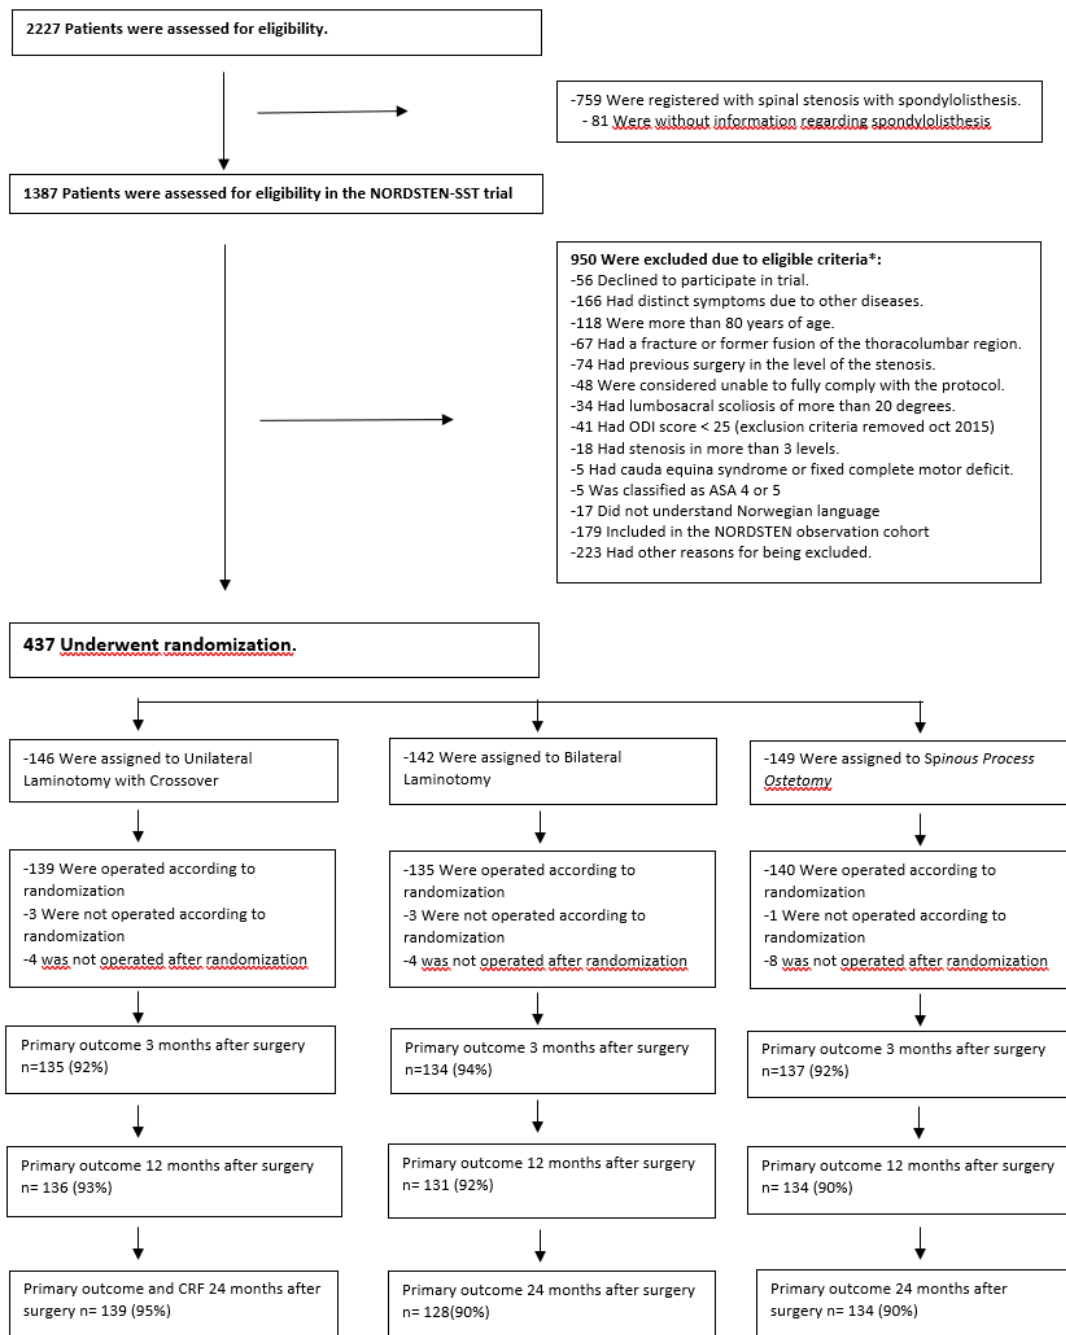 2227 Patients were assessed for eligibility.
-759 Were registered with spinal stenosis with spondylolisthesis.
- 81 Were without information regarding spondylolisthesis
1387 Patients were assessed for eligibility in the NORDSTEN-SST trial
950 Were excluded due to eligible criteria*:
-56 Declined to participate in trial.
-166 Had distinct symptoms due to other diseases.
-118 Were more than 80 years of age.
-67 Had a fracture or former fusion of the thoracolumbar region.
-74 Had previous surgery in the level of the stenosis.
-48 Were considered unable to fully comply with the protocol.
-34 Had lumbosacral scoliosis of more than 20 degrees.
-41 Had ODI score < 25 (exclusion criteria removed oct 2015)
-18 Had stenosis in more than 3 levels.
-5 Had cauda equina syndrome or fixed complete motor deficit.
-5 Was classified as ASA 4 or 5
-17 Did not understand Norwegian language
-179 Included in the NORDSTEN observation cohort
-223 Had other reasons for being excluded.
437 Underwent randomization.
-146 Were assigned to Unilateral
Laminotomy with Crossover
-142 Were assigned to Bilateral
Laminotomy
-149 Were assigned to Spinous Process
Ostetomy
-139 Were operated according to
randomization
-3 Were not operated according to
randomization
-4 was not operated after randomization
-135 Were operated according to
randomization
-3 Were not operated according to
randomization
-4 was not operated after randomization
-140 Were operated according to
randomization
-1 Were not operated according to
randomization
-8 was not operated after randomization
Primary outcome 3 months after surgery
n=135 (92%)
Primary outcome 3 months after surgery
n=134 (94%)
Primary outcome 3 months after surgery
n=137 (92%)
Primary outcome 12 months after surgery
n= 136 (93%)
Primary outcome 12 months after surgery
n= 131 (92%)
Primary outcome 12 months after surgery
n= 134 (90%)
Primary outcome and CRF 24 months after
surgery n= 139 (95%)
Primary outcome 24 months after surgery
n= 128(90%)
Primary outcome 24 months after
surgery n= 134 (90%)